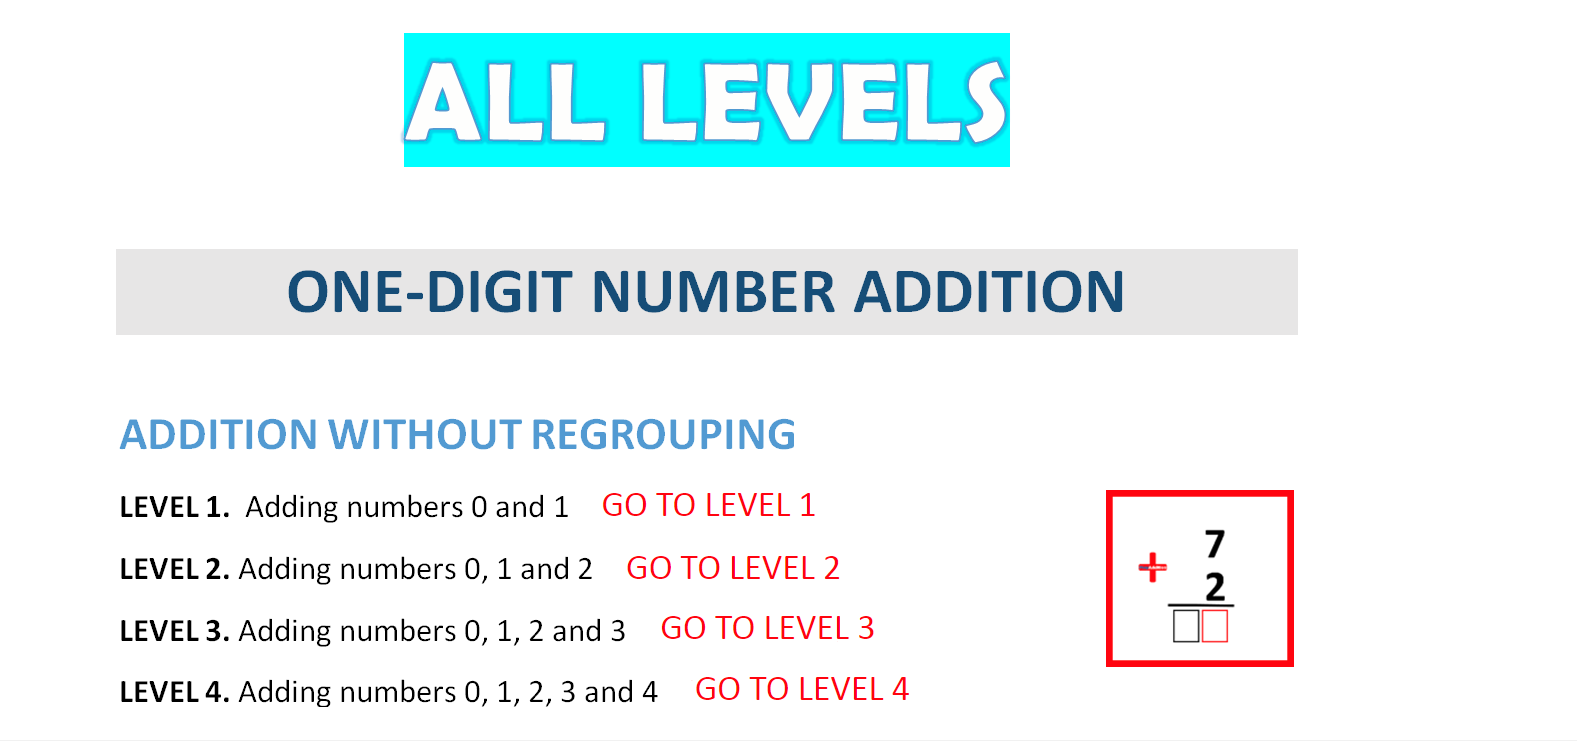 ALL LEVELS
ONE-DIGIT NUMBER ADDITION
ADDITION WITHOUT REGROUPING
LEVEL 1.  Adding numbers 0 and 1 GO TO LEVEL 1
LEVEL 2. Adding numbers 0, 1 and 2 GO TO LEVEL 2
LEVEL 3. Adding numbers 0, 1, 2 and 3 GO TO LEVEL 3
LEVEL 4. Adding numbers 0, 1, 2, 3 and 4 GO TO LEVEL 4
7
+ 2